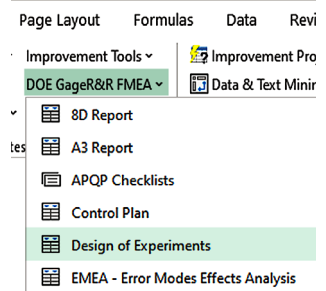 Page Layout Formulas Data Revi
Improvement Tools Improvement Pro
DOE GageR&R FMEA Data & Text Minin
8D Report
A3 Report
tes
APQP Checklists
Control Plan
Design of Experiments
EMEA - Error Modes Effects Analysis